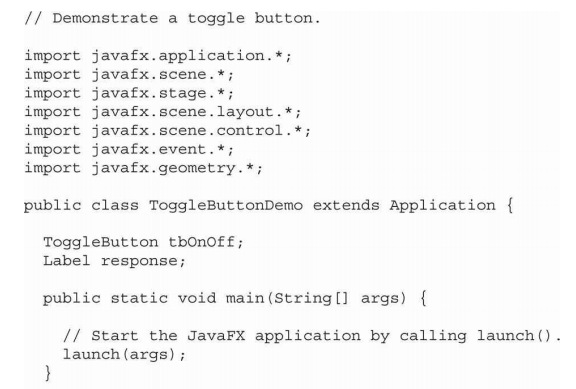 // Demonstrate a toggle button.
import javafx.application.*;
import javafx.scene.*;
import javafx.stage.*;
import javafx.scene.layout.*;
import javafx.scene.control.*;
import javafx.event.*;
import javafx.geometry.*;
public class ToggleButtonDemo extends Application {
ToggleButton tbOnOff;
Label response;
public static void main(String[] args) {
// Start the JavaFX application by calling launch().
launch(args);
}